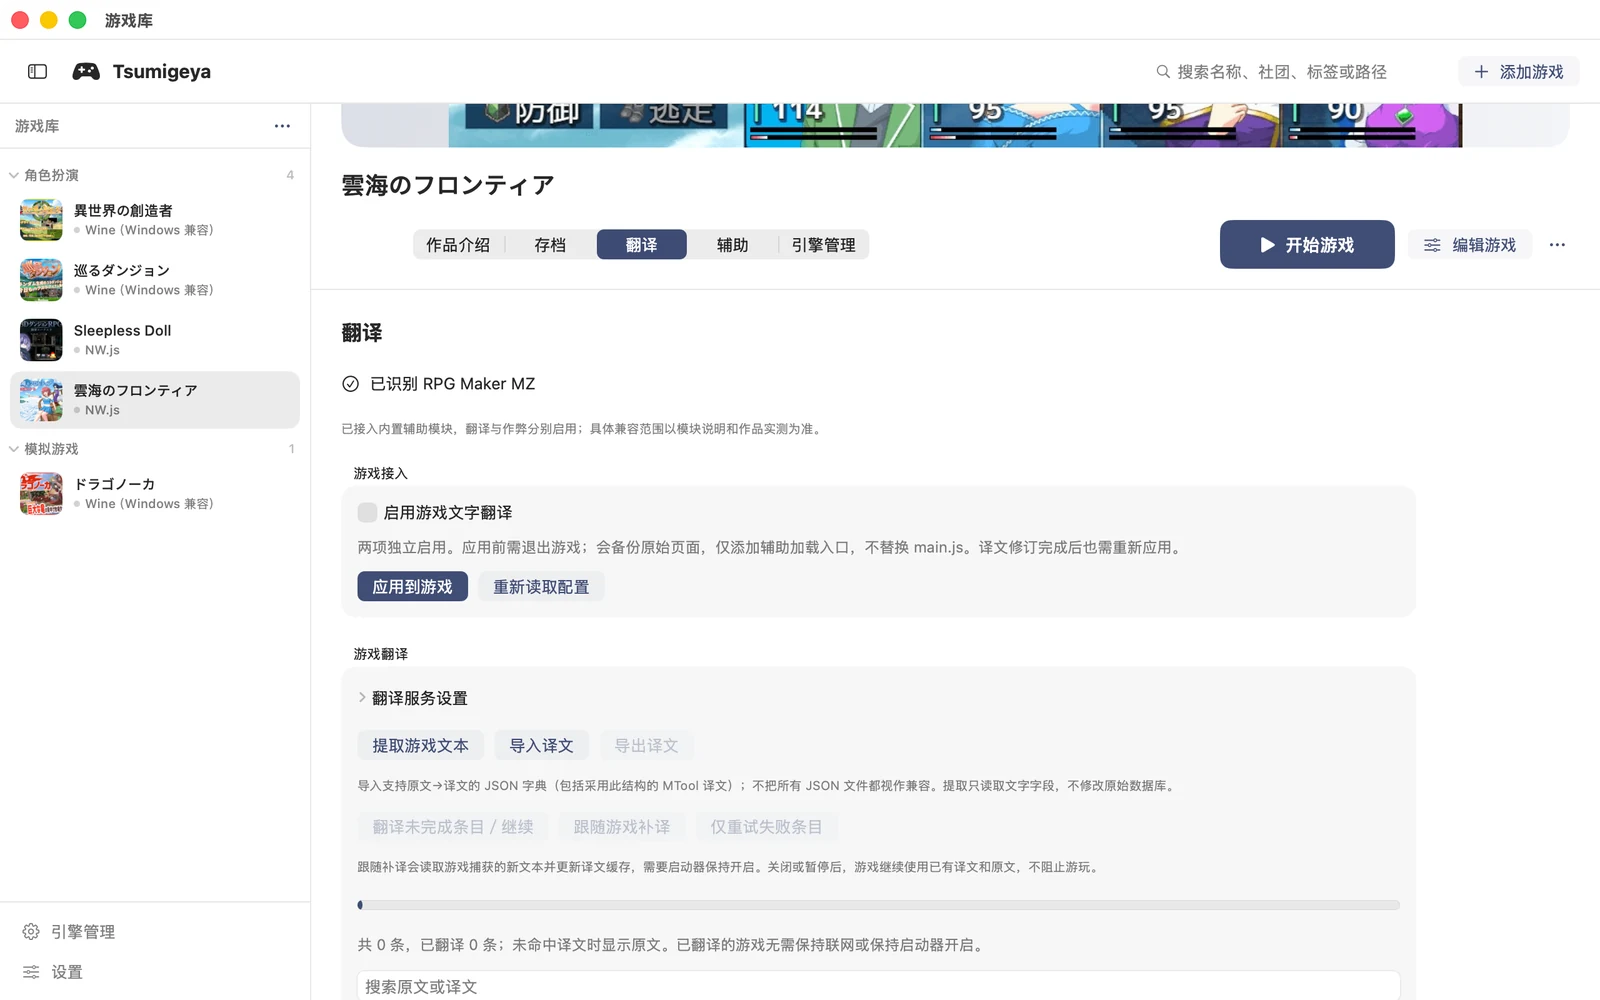 游戏库
Tsumigeya
搜索名称、社团、标签或路径
添加游戏
游戏库
角色扮演 4
異世界の創造者
Wine (Windows 兼容)
巡るダンジョン
Wine (Windows 兼容)
Sleepless Doll
NW.js
雲海のフロンティア
NW.js
模拟游戏 1
ドラゴノーカ
Wine (Windows 兼容)
引擎管理
设置
防御 逃走 114 95 95 90
雲海のフロンティア
作品介绍 存档 翻译 辅助 引擎管理
开始游戏 编辑游戏
翻译
已识别 RPG Maker MZ
已接入内置辅助模块，翻译与作弊分别启用；具体兼容范围以模块说明和作品实测为准。
游戏接入
启用游戏文字翻译
两项独立启用。应用前需退出游戏；会备份原始页面，仅添加辅助加载入口，不替换 main.js。译文修订完成后也需重新应用。
应用到游戏 重新读取配置
游戏翻译
翻译服务设置
提取游戏文本 导入译文 导出译文
导入支持原文→译文的 JSON 字典（包括采用此结构的 MTool 译文）；不把所有 JSON 文件都视作兼容。提取只读取文字字段，不修改原始数据库。
翻译未完成条目 / 继续 跟随游戏补译 仅重试失败条目
跟随补译会读取游戏捕获的新文本并更新译文缓存，需要启动器保持开启。关闭或暂停后，游戏继续使用已有译文和原文，不阻止游玩。
共 0 条，已翻译 0 条；未命中译文时显示原文。已翻译的游戏无需保持联网或保持启动器开启。
搜索原文或译文